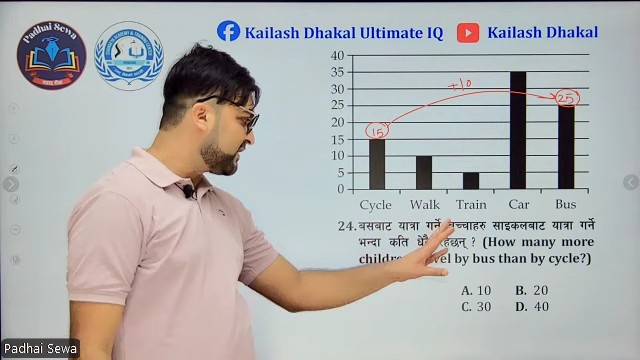 Padhai Sewa
Kailash Dhakal Ultimate IQ
Kailash Dhakal
40
35
30
25
20
15
10
5
0
15
+10
25
Cycle Walk Train Car Bus
24. बसबाट यात्रा गर्ने साइकलबाट यात्रा गर्ने
भन्दा कति ? (How many more
by bus than by cycle?)
A. 10 B. 20
C. 30 D. 40
Padhai Sewa